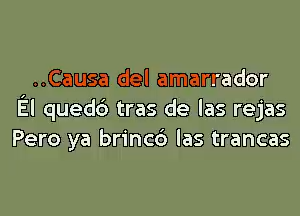 ..Causa del amarrador
Él quedó tras de las rejas
Pero ya brincó las trancas